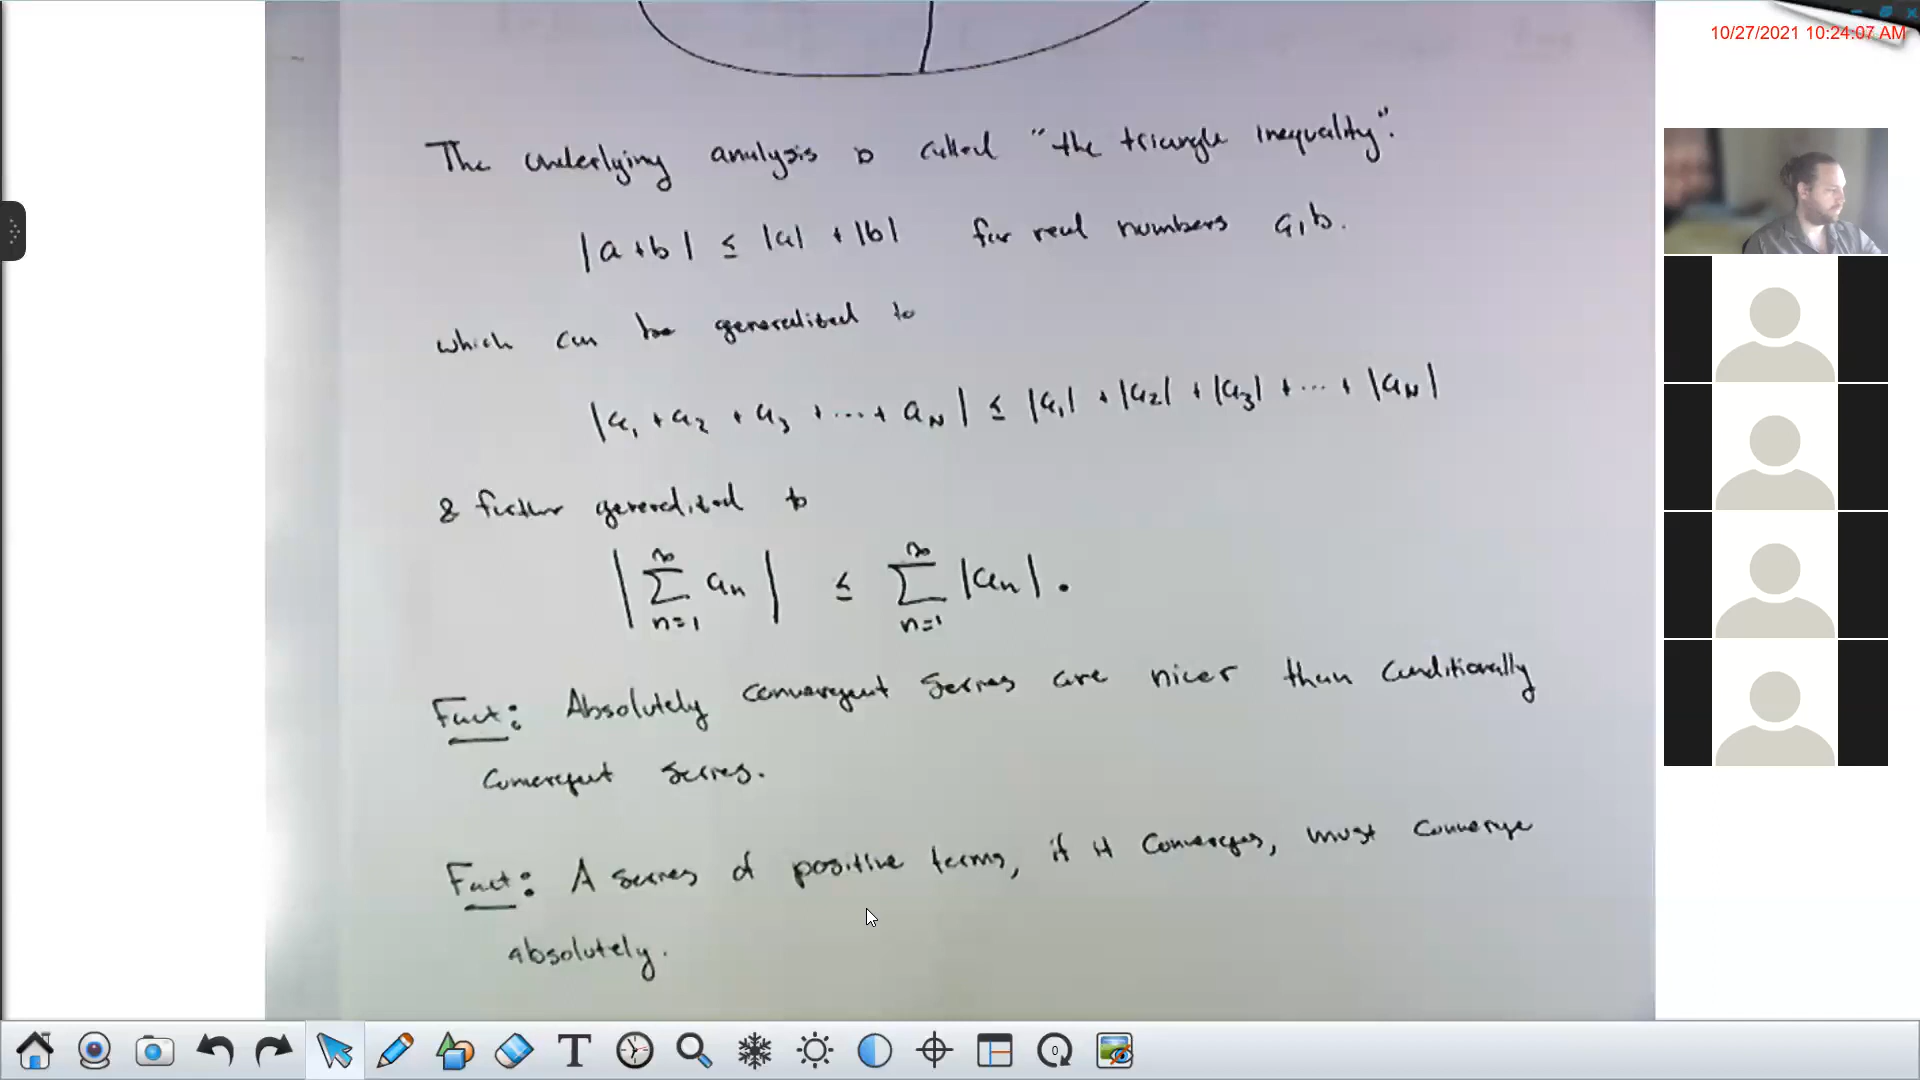 10/27/2021 10:24:07 AM
The underlying analysis is called "the triangle inequality".
|a+b| ≤ |a| + |b| for real numbers a,b.
which can be generalized to
|a₁ + a₂ + a₃ + ... + a_N| ≤ |a₁| + |a₂| + |a₃| + ... + |a_N|
& further generalized to
|∑_{n=1}^{∞} a_n| ≤ ∑_{n=1}^{∞} |a_n|.
Fact: Absolutely convergent series are nicer than conditionally
convergent series.
Fact: A series of positive terms, if it converges, must converge
absolutely.
T
0